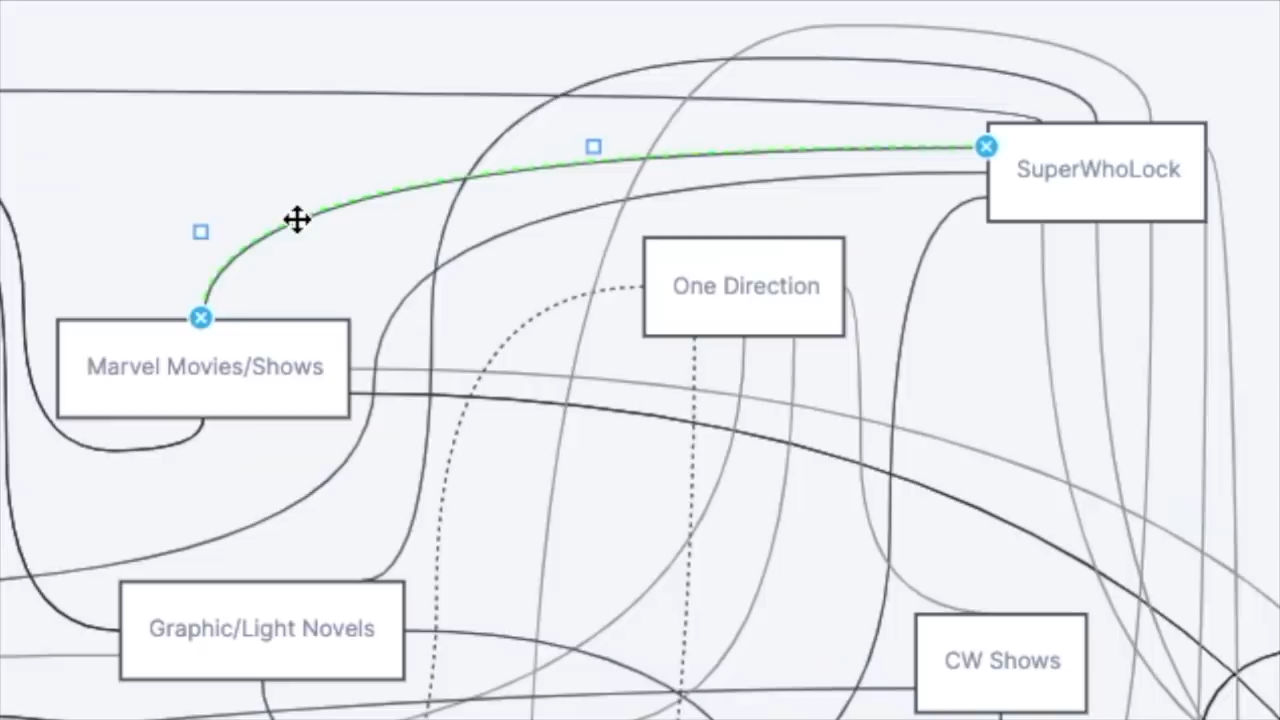 SuperWhoLock
One Direction
Marvel Movies/Shows
Graphic/Light Novels
CW Shows